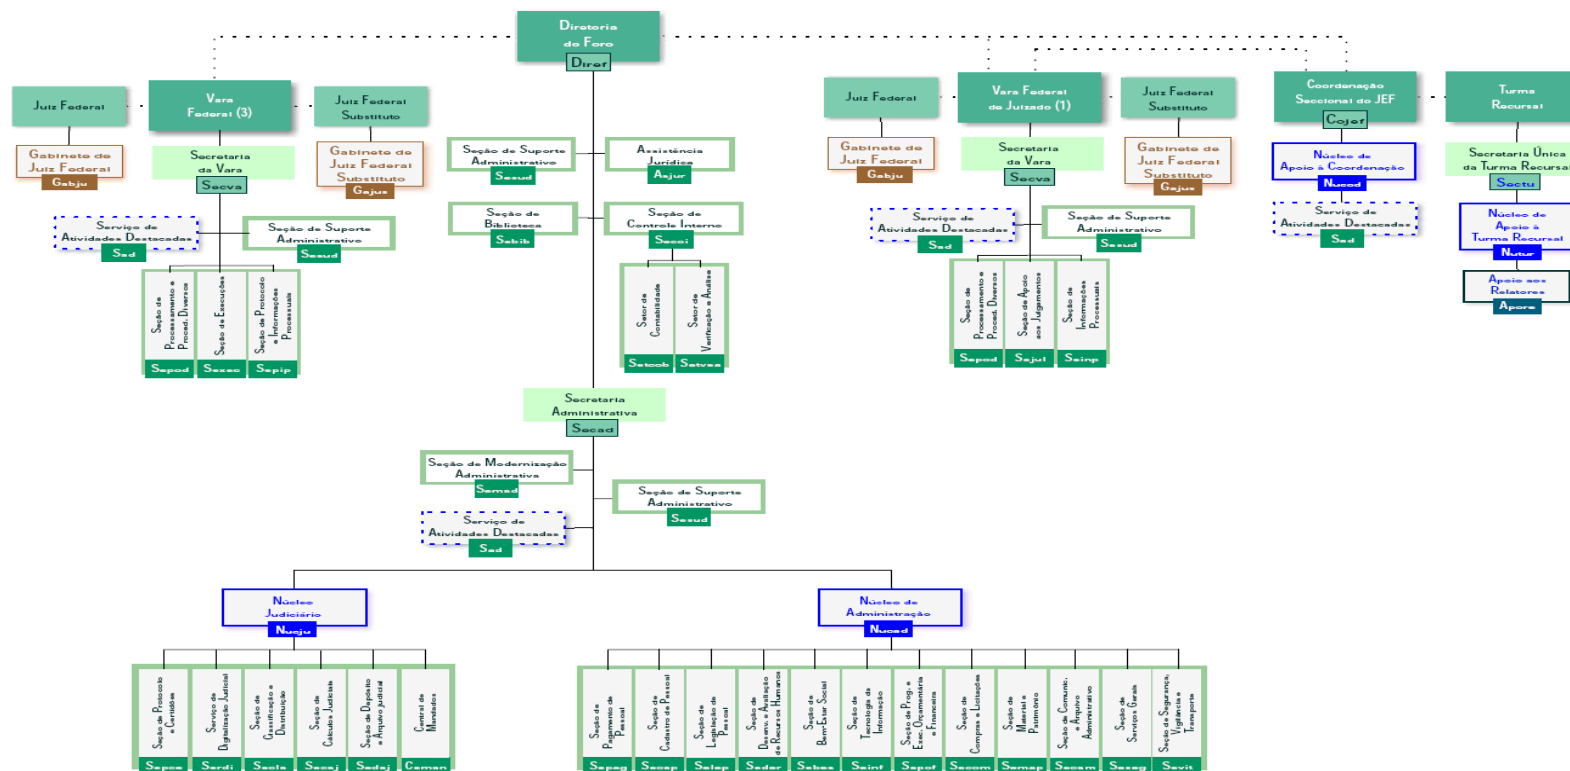 Diretoria
do Foro
Diref
Juiz Federal
Vara
Federal (3)
Juiz Federal
Substituto
Gabinete de
Juiz Federal
Gabju
Secretaria
da Vara
Secva
Gabinete de
Juiz Federal
Substituto
Gajus
Serviço de
Atividades Destacadas
Sad
Seção de Suporte
Administrativo
Sesud
Seção de
Processamento e
Proced. Diversos
Sepod
Seção de Execuções
Sexec
Seção de Protocolo
e Informações
Processuais
Sepip
Seção de Suporte
Administrativo
Sesud
Assistência
Jurídica
Asjur
Seção de
Biblioteca
Sebib
Seção de
Controle Interno
Seci
Setor de
Contabilidade
Setcob
Setor de
Verificação e Análise
Setvea
Juiz Federal
Vara Federal
de Juizado (1)
Juiz Federal
Substituto
Gabinete de
Juiz Federal
Gabju
Secretaria
da Vara
Secva
Gabinete de
Juiz Federal
Substituto
Gajus
Serviço de
Atividades Destacadas
Sad
Seção de Suporte
Administrativo
Sesud
Seção de
Processamento e
Proced. Diversos
Sepod
Seção de Apoio
aos Julgamentos
Sajul
Seção de
Informações
Processuais
Seinp
Coordenação
Seccional do JEF
Cojef
Núcleo de
Apoio à Coordenação
Nucod
Serviço de
Atividades Destacadas
Sad
Turma
Recursal
Secretaria Única
da Turma Recursal
Sectu
Núcleo de
Apoio à
Turma Recursal
Nutur
Apoio aos
Relatores
Apore
Secretaria
Administrativa
Secad
Seção de Modernização
Administrativa
Semad
Seção de Suporte
Administrativo
Sesud
Serviço de
Atividades Destacadas
Sad
Núcleo
Judiciário
Nucju
Seção de Protocolo
e Certidões
Sepce
Serviço de
Digitalização Judicial
Serdi
Seção de
Classificação e
Distribuição
Secla
Seção de
Cálculos Judiciais
Secaj
Seção de Depósito
e Arquivo Judicial
Sedaj
Central de
Mandados
Ceman
Núcleo de
Administração
Nucad
Seção de
Pagamento de
Pessoal
Sepag
Seção de
Cadastro de Pessoal
Secap
Seção de
Legislação de
Pessoal
Selep
Seção de
Desenv. e Avaliação
de Recursos Humanos
Seder
Seção de
Bem-Estar Social
Sebes
Seção de
Tecnologia da
Informação
Seinf
Seção de Prog. e
Exec. Orçamentária
e Financeira
Sepof
Seção de
Compras e Licitações
Secom
Seção de
Material e
Patrimônio
Semap
Seção de Comunic.
e Arquivo
Administrativo
Secam
Seção de
Serviços Gerais
Seseg
Seção de Segurança,
Vigilância e
Transporte
Sevit